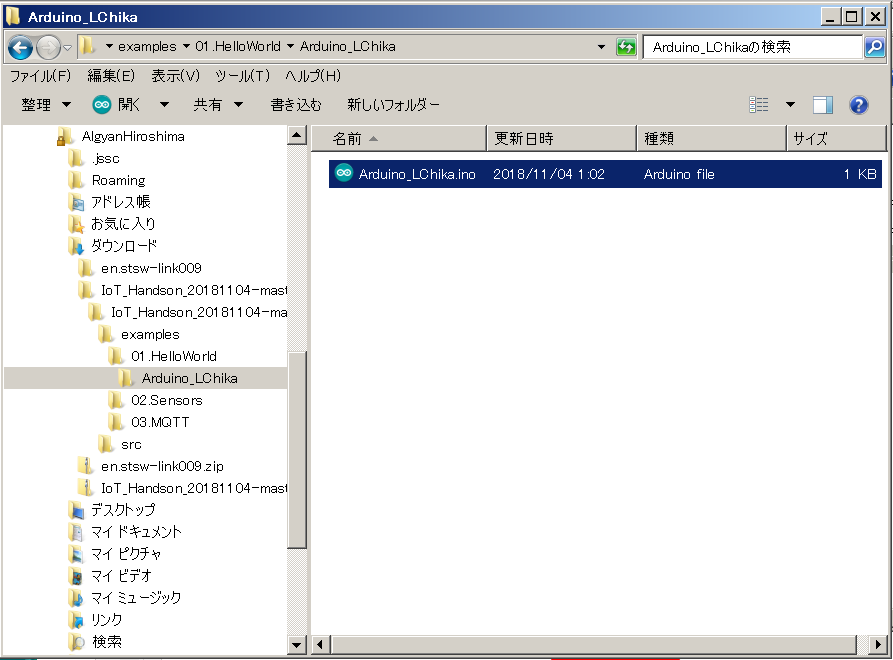 Arduino_LChika
examples 01.HelloWorld Arduino_LChika
Arduino_LChikaの検索
ファイル(F) 編集(E) 表示(V) ツール(T) ヘルプ(H)
整理 開く 共有 書き込む 新しいフォルダー
AlgyanHiroshima
.jssc
Roaming
アドレス帳
お気に入り
ダウンロード
en.stsw-link009
IoT_Handson_20181104-mast
IoT_Handson_20181104-ma
examples
01.HelloWorld
Arduino_LChika
02.Sensors
03.MQTT
src
en.stsw-link009.zip
IoT_Handson_20181104-mast
デスクトップ
マイ ドキュメント
マイ ピクチャ
マイ ビデオ
マイ ミュージック
リンク
検索
名前 更新日時 種類 サイズ
Arduino_LChika.ino 2018/11/04 1:02 Arduino file 1 KB